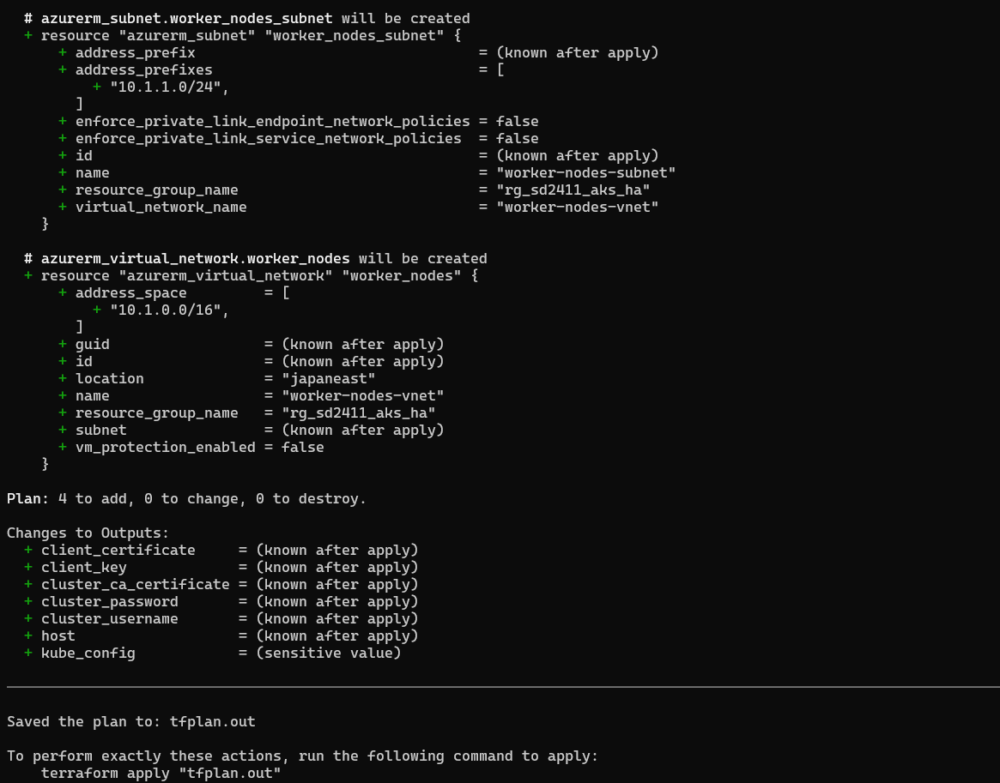 # azurerm_subnet.worker_nodes_subnet will be created
+ resource "azurerm_subnet" "worker_nodes_subnet" {
+ address_prefix = (known after apply)
+ address_prefixes = [
+ "10.1.1.0/24",
]
+ enforce_private_link_endpoint_network_policies = false
+ enforce_private_link_service_network_policies = false
+ id = (known after apply)
+ name = "worker-nodes-subnet"
+ resource_group_name = "rg_sd2411_aks_ha"
+ virtual_network_name = "worker-nodes-vnet"
}
# azurerm_virtual_network.worker_nodes will be created
+ resource "azurerm_virtual_network" "worker_nodes" {
+ address_space = [
+ "10.1.0.0/16",
]
+ guid = (known after apply)
+ id = (known after apply)
+ location = "japaneast"
+ name = "worker-nodes-vnet"
+ resource_group_name = "rg_sd2411_aks_ha"
+ subnet = (known after apply)
+ vm_protection_enabled = false
}
Plan: 4 to add, 0 to change, 0 to destroy.
Changes to Outputs:
+ client_certificate = (known after apply)
+ client_key = (known after apply)
+ cluster_ca_certificate = (known after apply)
+ cluster_password = (known after apply)
+ cluster_username = (known after apply)
+ host = (known after apply)
+ kube_config = (sensitive value)
Saved the plan to: tfplan.out
To perform exactly these actions, run the following command to apply:
terraform apply "tfplan.out"